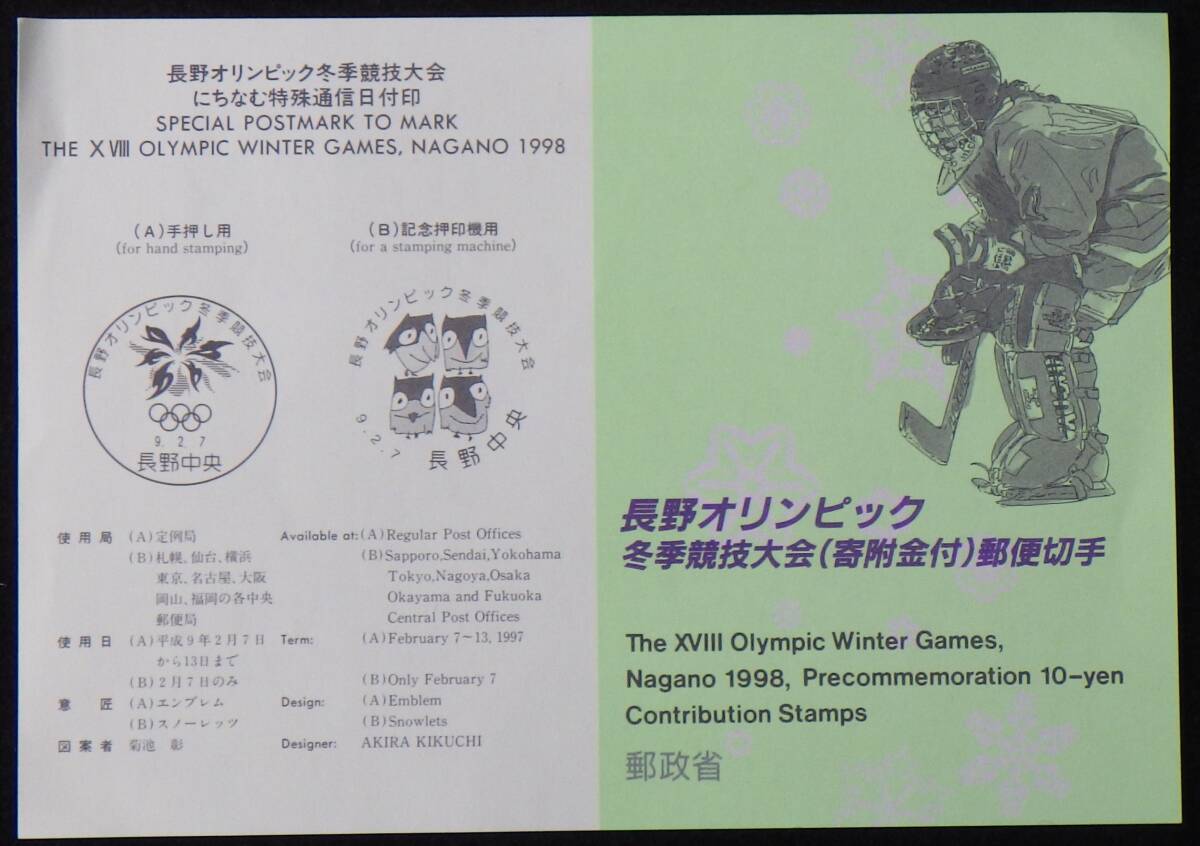 長野オリンピック冬季競技大会
にちなむ特殊通信日付印
SPECIAL POSTMARK TO MARK
THE XVIII OLYMPIC WINTER GAMES, NAGANO 1998
(A)手押し用
(for hand stamping)
(B)記念押印機用
(for a stamping machine)
長野オリンピック冬季競技大会
9. 2. 7
長野中央
長野オリンピック冬季競技大会
9.2.7
長野中央
使用局 (A)定例局
(B)札幌、仙台、横浜
東京、名古屋、大阪
岡山、福岡の各中央
郵便局
使用日 (A)平成9年2月7日
から13日まで
(B)2月7日のみ
意匠 (A)エンブレム
(B)スノーレッツ
図案者 菊池 彰
Available at: (A)Regular Post Offices
(B)Sapporo,Sendai,Yokohama
Tokyo,Nagoya,Osaka
Okayama and Fukuoka
Central Post Offices
Term: (A)February 7~13, 1997
(B)Only February 7
Design: (A)Emblem
(B)Snowlets
Designer: AKIRA KIKUCHI
長野オリンピック
冬季競技大会(寄附金付)郵便切手
The XVIII Olympic Winter Games,
Nagano 1998, Precommemoration 10-yen
Contribution Stamps
郵政省